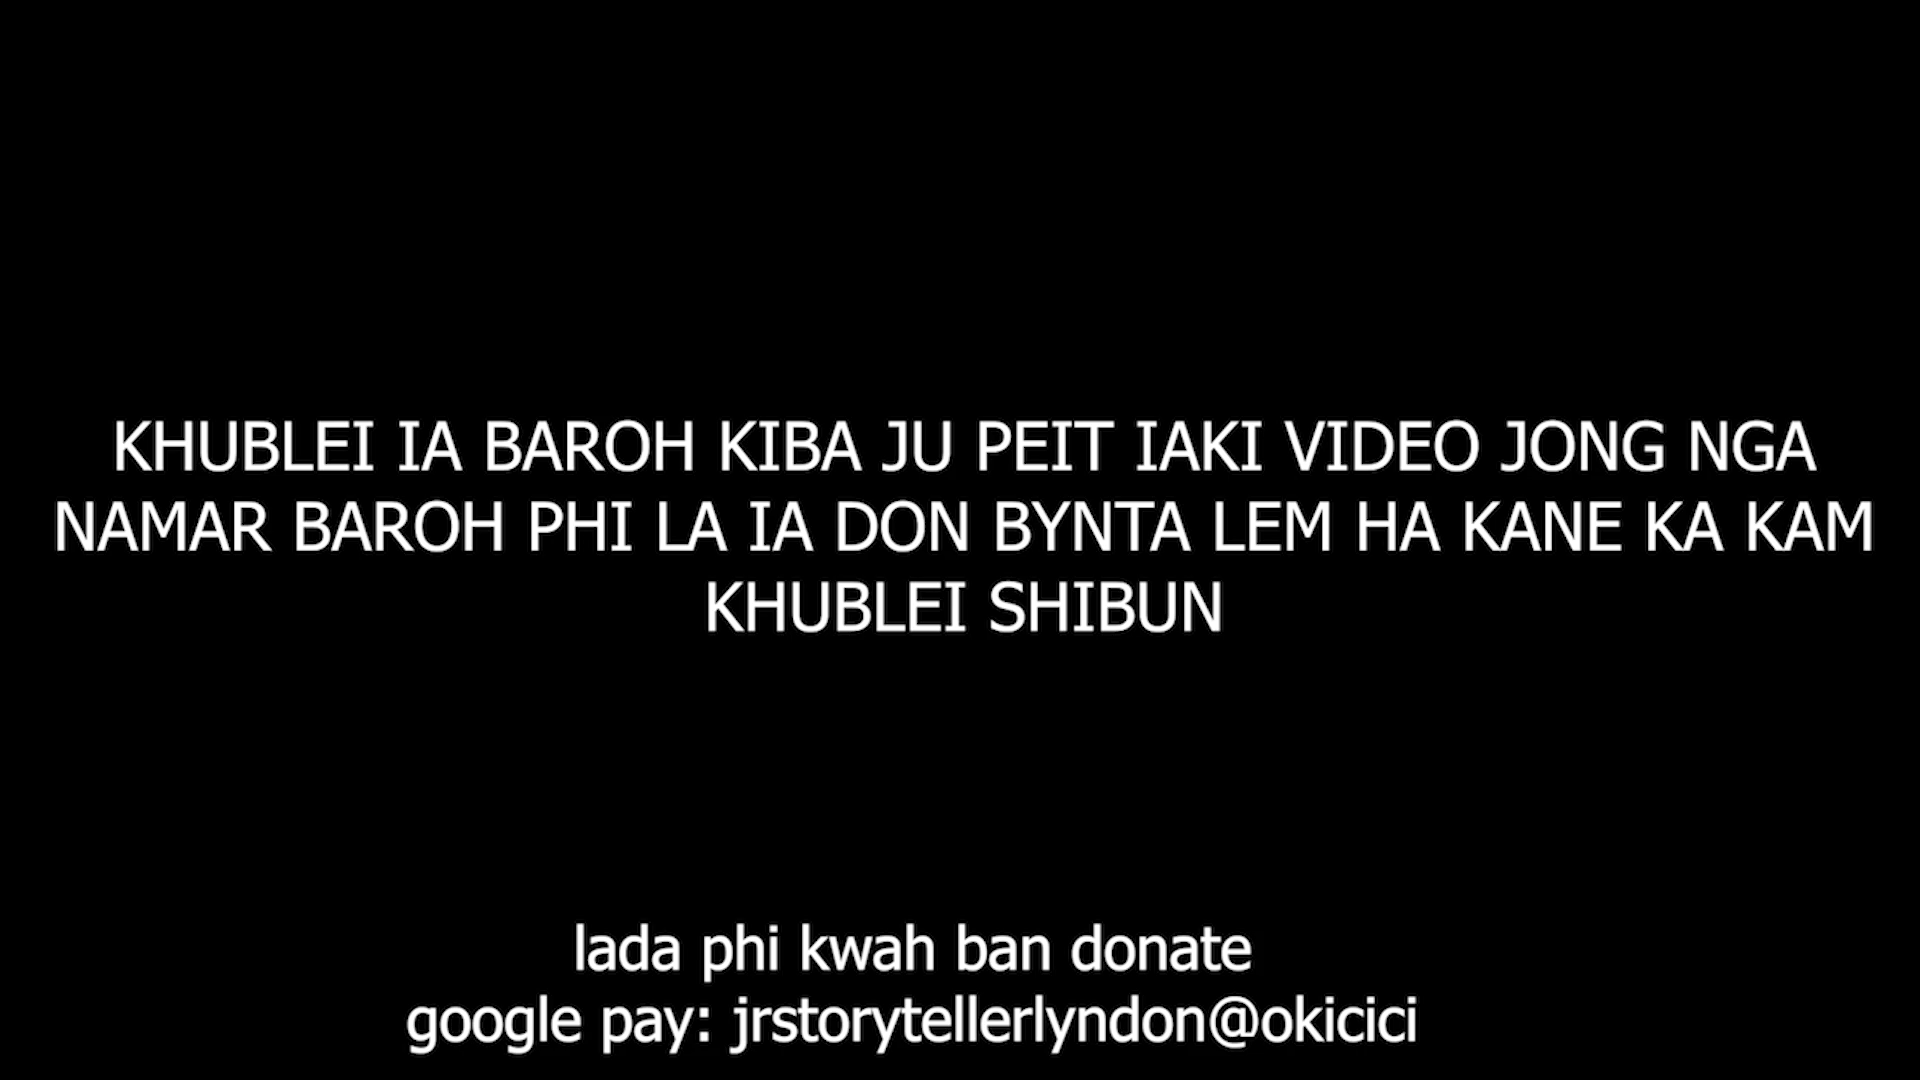 KHUBLEI IA BAROH KIBA JU PEIT IAKI VIDEO JONG NGA
NAMAR BAROH PHI LA IA DON BYNTA LEM HA KANE KA KAM
KHUBLEI SHIBUN
lada phi kwah ban donate
google pay: jrstorytellerlyndon@okicici